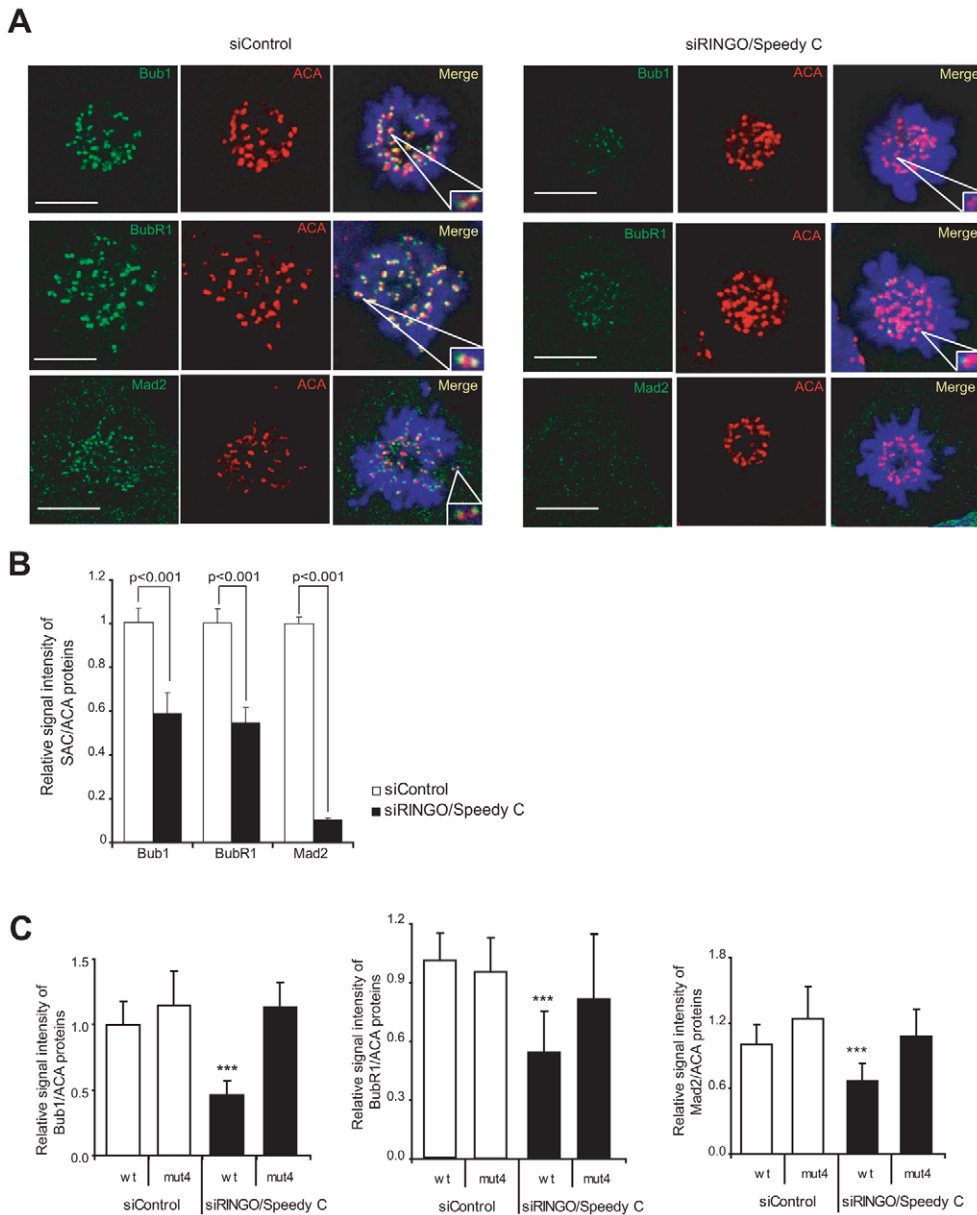 A
siControl
siRINGO/Speedy C
Bub1
ACA
Merge
Bub1
ACA
Merge
BubR1
ACA
Merge
BubR1
ACA
Merge
Mad2
ACA
Merge
Mad2
ACA
Merge
B
Relative signal intensity of
SAC/ACA proteins
1.2
1
0.8
0.6
0.4
0.2
0
p<0.001
p<0.001
p<0.001
Bub1
BubR1
Mad2
siControl
siRINGO/Speedy C
C
Relative signal intensity of
Bub1/ACA proteins
1.5
1.0
0.5
0.0
***
wt
mut4
wt
mut4
siControl
siRINGO/Speedy C
Relative signal intensity of
BubR1/ACA proteins
1.2
0.9
0.6
0.3
0.0
***
wt
mut4
wt
mut4
siControl
siRINGO/Speedy C
Relative signal intensity of
Mad2/ACA proteins
1.8
1.2
0.6
0.0
***
wt
mut4
wt
mut4
siControl
siRINGO/Speedy C